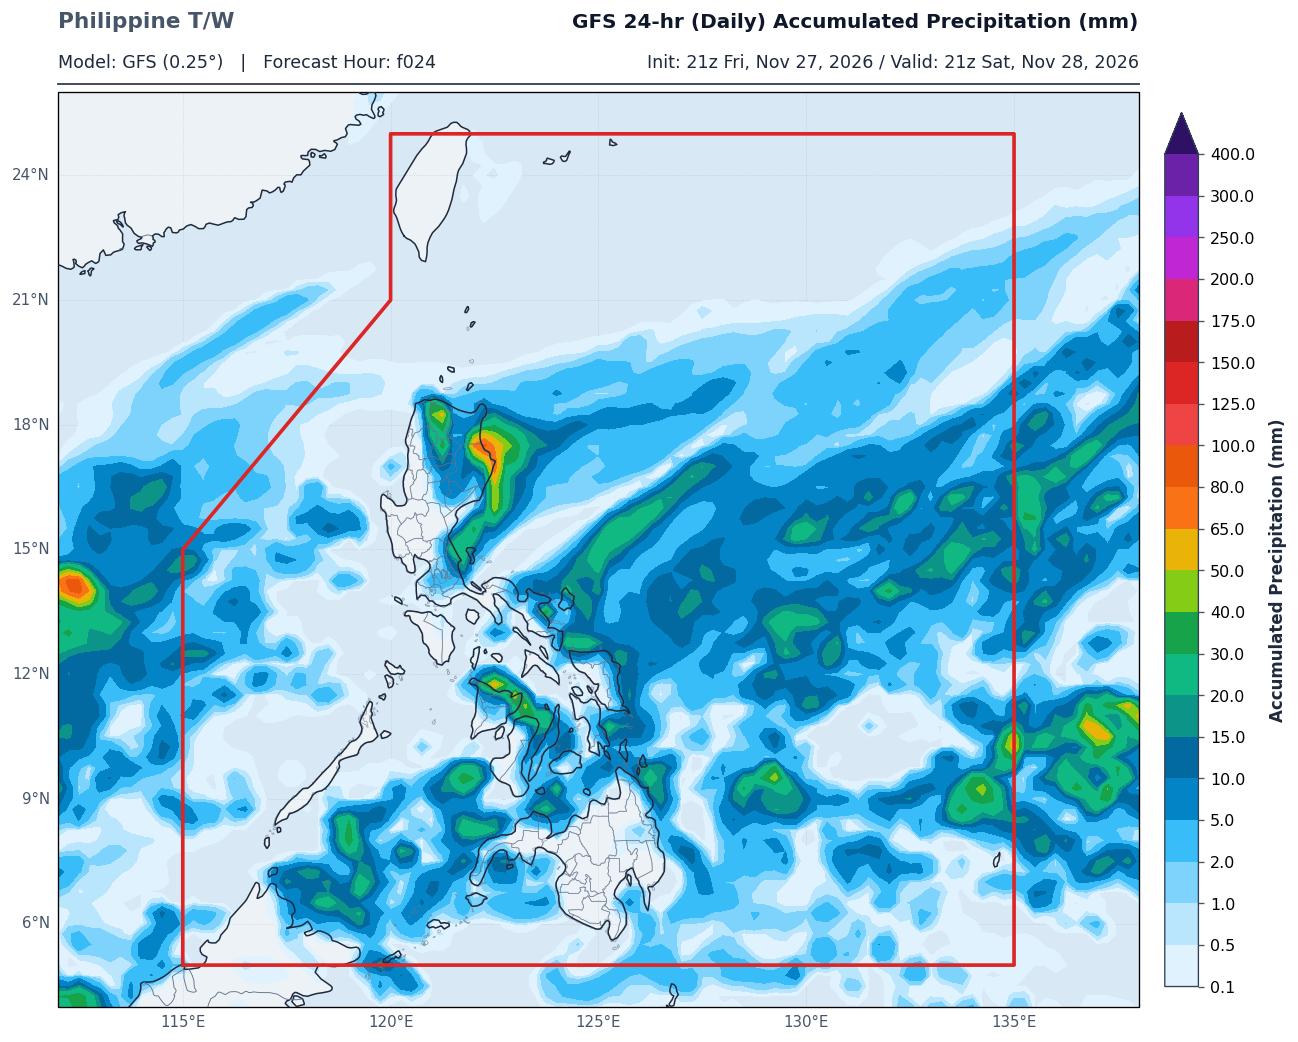 Philippine T/W
GFS 24-hr (Daily) Accumulated Precipitation (mm)
Model: GFS (0.25°)   |   Forecast Hour: f024
Init: 21z Fri, Nov 27, 2026 / Valid: 21z Sat, Nov 28, 2026
24°N
21°N
18°N
15°N
12°N
9°N
6°N
115°E
120°E
125°E
130°E
135°E
400.0
300.0
250.0
200.0
175.0
150.0
125.0
100.0
80.0
65.0
50.0
40.0
30.0
20.0
15.0
10.0
5.0
2.0
1.0
0.5
0.1
Accumulated Precipitation (mm)